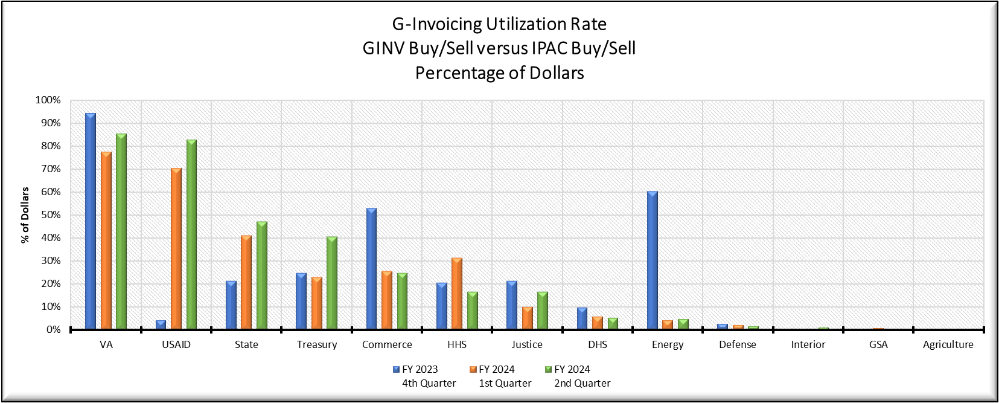 G-Invoicing Utilization Rate
GINV Buy/Sell versus IPAC Buy/Sell
Percentage of Dollars
% of Dollars
100%
90%
80%
70%
60%
50%
40%
30%
20%
10%
0%
VA USAID State Treasury Commerce HHS Justice DHS Energy Defense Interior GSA Agriculture
FY 2023 FY 2024 FY 2024
4th Quarter 1st Quarter 2nd Quarter